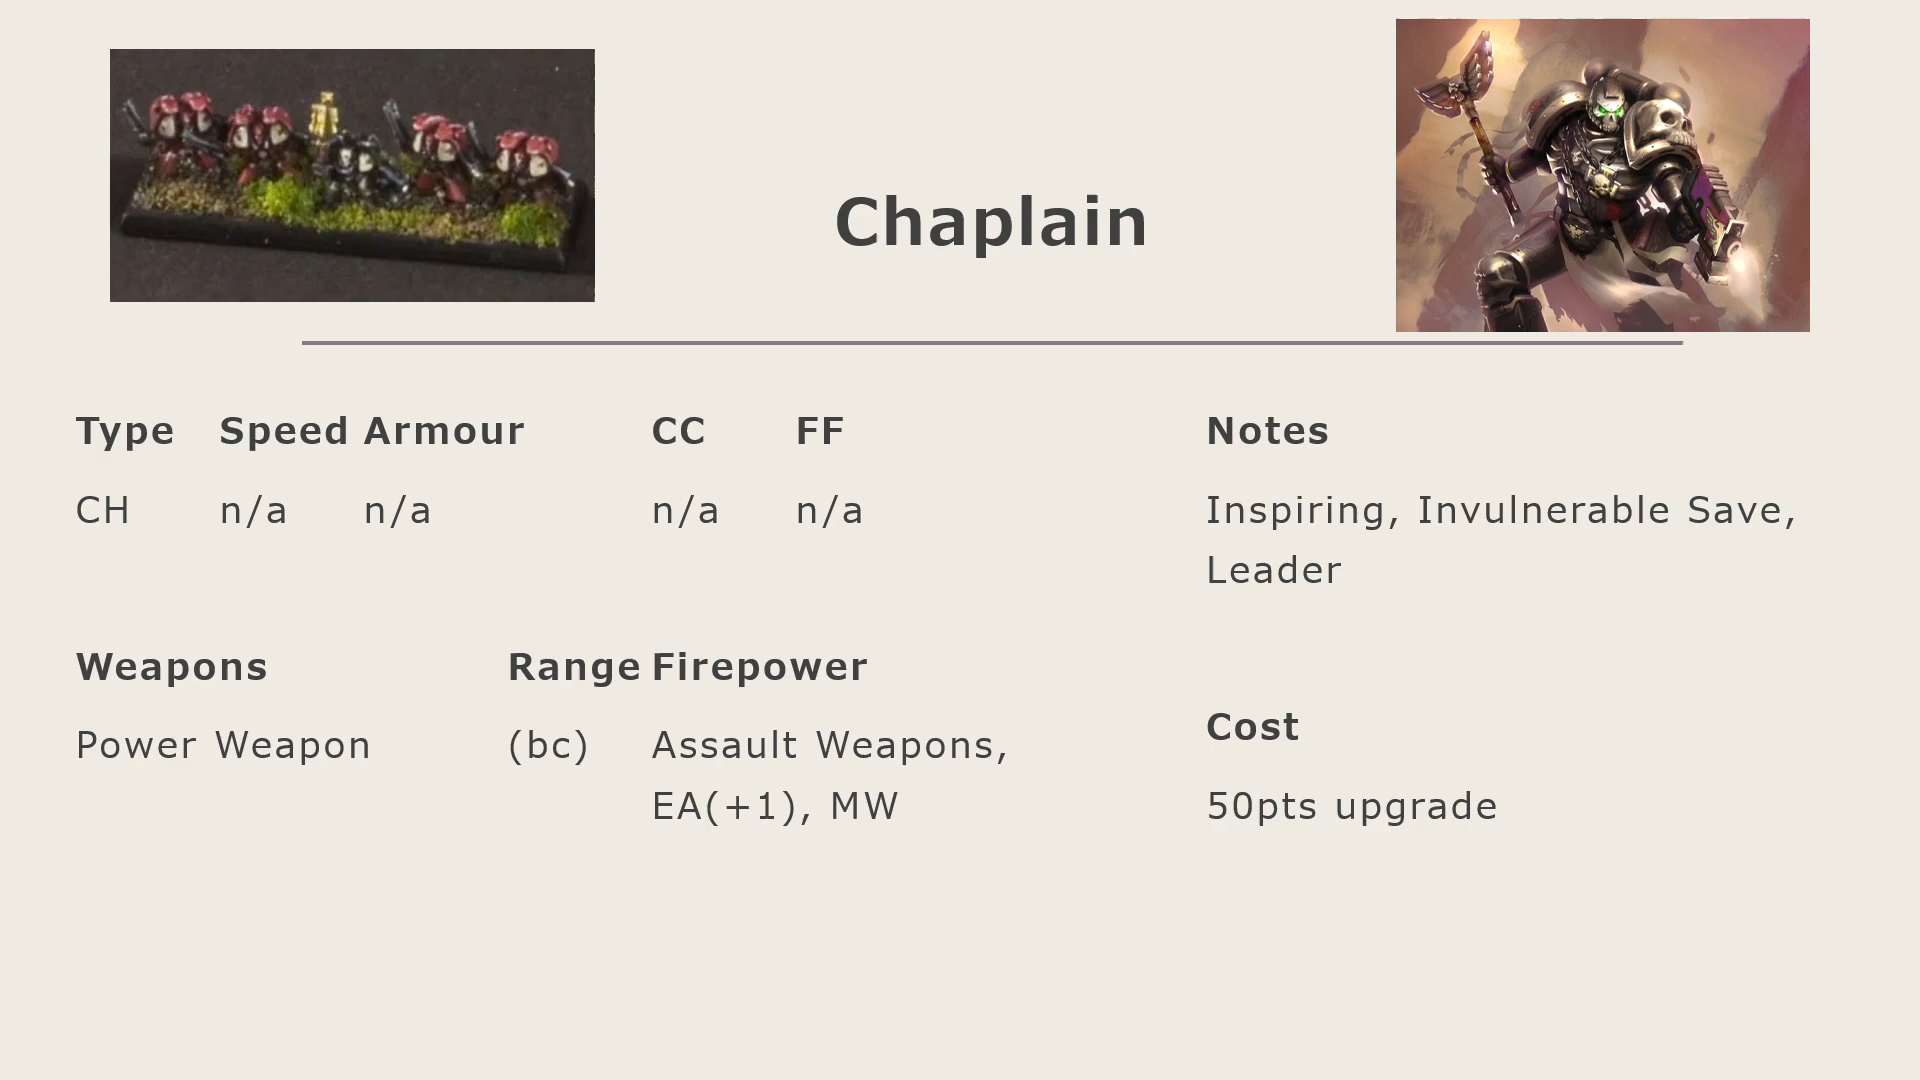 Chaplain
Type Speed Armour CC FF
CH n/a n/a n/a n/a
Notes
Inspiring, Invulnerable Save,
Leader
Weapons Range Firepower
Power Weapon (bc) Assault Weapons,
EA(+1), MW
Cost
50pts upgrade